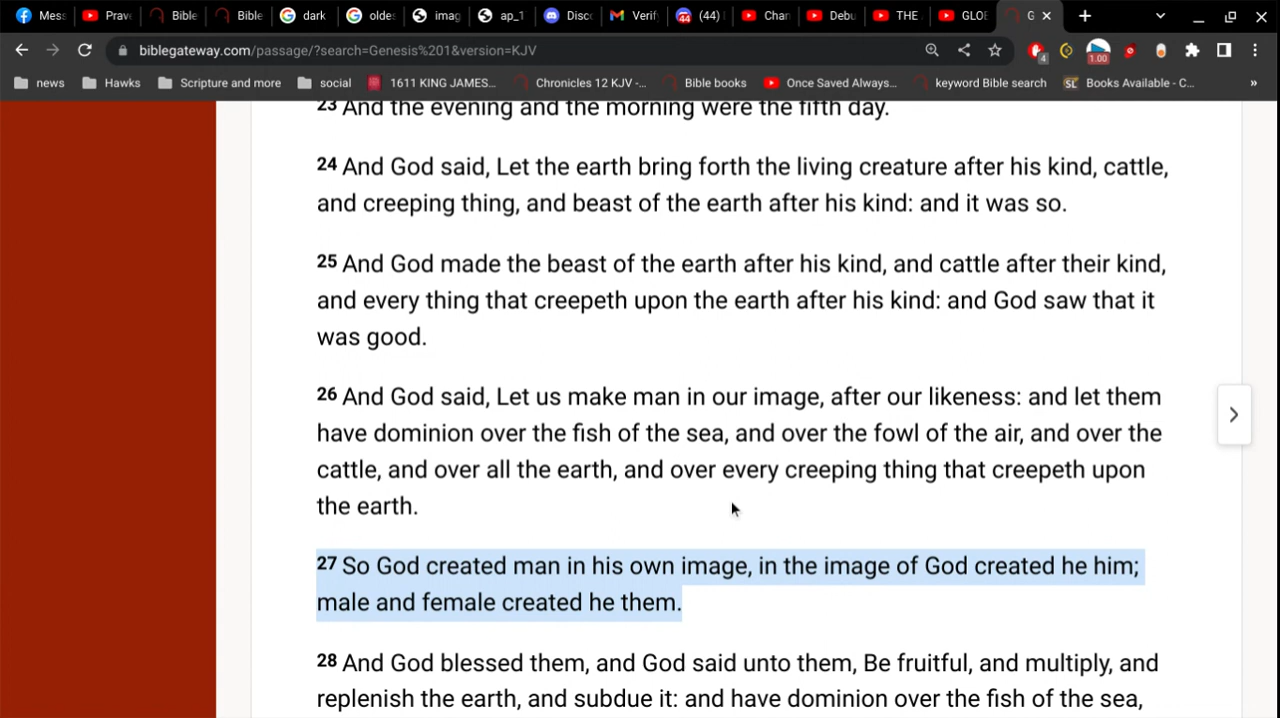 Mess
Prave
Bible
Bible
dark
oldes
imag
ap_1
Disco
Verify
(44)
Chan
Debu
THE
GLOE
G
biblegateway.com/passage/?search=Genesis%201&version=KJV
4
1.00
news
Hawks
Scripture and more
social
1611 KING JAMES...
Chronicles 12 KJV -...
Bible books
Once Saved Always...
keyword Bible search
SL
Books Available - C...
»
23 And the evening and the morning were the fifth day.
24 And God said, Let the earth bring forth the living creature after his kind, cattle,
and creeping thing, and beast of the earth after his kind: and it was so.
25 And God made the beast of the earth after his kind, and cattle after their kind,
and every thing that creepeth upon the earth after his kind: and God saw that it
was good.
26 And God said, Let us make man in our image, after our likeness: and let them
have dominion over the fish of the sea, and over the fowl of the air, and over the
cattle, and over all the earth, and over every creeping thing that creepeth upon
the earth.
27 So God created man in his own image, in the image of God created he him;
male and female created he them.
28 And God blessed them, and God said unto them, Be fruitful, and multiply, and
replenish the earth, and subdue it: and have dominion over the fish of the sea,